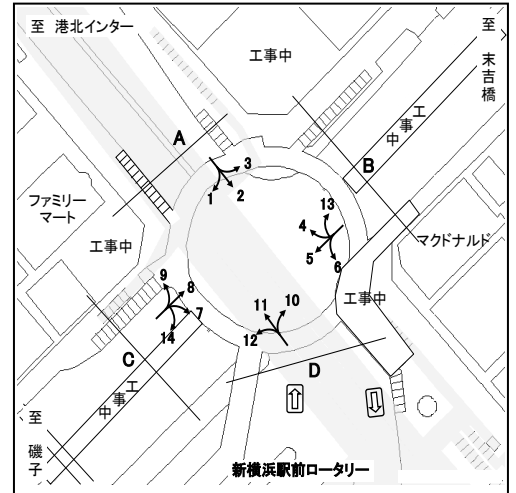 至 港北インター
工事中
至 末吉橋
工事中
A
3
1
2
B
ファミリー
マート
13
4
5
6
マクドナルド
工事中
9
8
7
14
工事中
11
10
12
C
D
工事中
至 磯子
新横浜駅前ロータリー